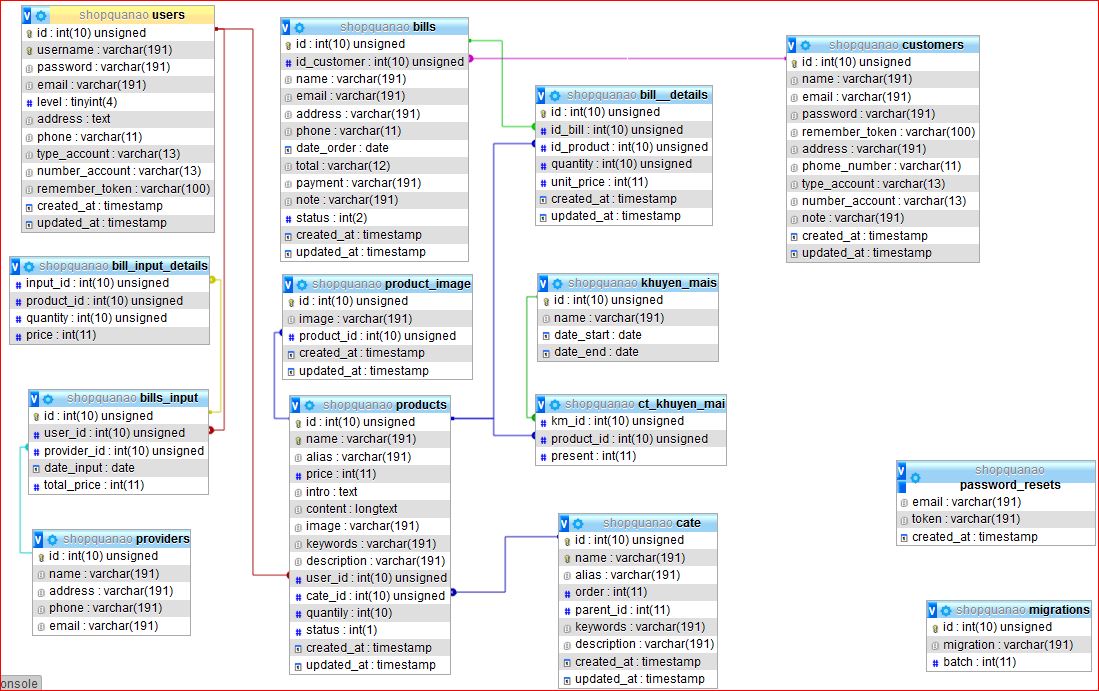 shopquanao users
id : int(10) unsigned
username : varchar(191)
password : varchar(191)
email : varchar(191)
level : tinyint(4)
address : text
phone : varchar(11)
type_account : varchar(13)
number_account : varchar(13)
remember_token : varchar(100)
created_at : timestamp
updated_at : timestamp
shopquanao bills
id : int(10) unsigned
id_customer : int(10) unsigned
name : varchar(191)
email : varchar(191)
address : varchar(191)
phone : varchar(11)
date_order : date
total : varchar(12)
payment : varchar(191)
note : varchar(191)
status : int(2)
created_at : timestamp
updated_at : timestamp
shopquanao bill__details
id : int(10) unsigned
id_bill : int(10) unsigned
id_product : int(10) unsigned
quantity : int(10) unsigned
unit_price : int(11)
created_at : timestamp
updated_at : timestamp
shopquanao customers
id : int(10) unsigned
name : varchar(191)
email : varchar(191)
password : varchar(191)
remember_token : varchar(100)
address : varchar(191)
phome_number : varchar(11)
type_account : varchar(13)
number_account : varchar(13)
note : varchar(191)
created_at : timestamp
updated_at : timestamp
shopquanao bill_input_details
input_id : int(10) unsigned
product_id : int(10) unsigned
quantity : int(10) unsigned
price : int(11)
shopquanao product_image
id : int(10) unsigned
image : varchar(191)
product_id : int(10) unsigned
created_at : timestamp
updated_at : timestamp
shopquanao khuyen_mais
id : int(10) unsigned
name : varchar(191)
date_start : date
date_end : date
shopquanao bills_input
id : int(10) unsigned
user_id : int(10) unsigned
provider_id : int(10) unsigned
date_input : date
total_price : int(11)
shopquanao products
id : int(10) unsigned
name : varchar(191)
alias : varchar(191)
price : int(11)
intro : text
content : longtext
image : varchar(191)
keywords : varchar(191)
description : varchar(191)
user_id : int(10) unsigned
cate_id : int(10) unsigned
quantity : int(10)
status : int(1)
created_at : timestamp
updated_at : timestamp
shopquanao ct_khuyen_mai
km_id : int(10) unsigned
product_id : int(10) unsigned
present : int(11)
shopquanao
password_resets
email : varchar(191)
token : varchar(191)
created_at : timestamp
shopquanao providers
id : int(10) unsigned
name : varchar(191)
address : varchar(191)
phone : varchar(191)
email : varchar(191)
shopquanao cate
id : int(10) unsigned
name : varchar(191)
alias : varchar(191)
order : int(11)
parent_id : int(11)
keywords : varchar(191)
description : varchar(191)
created_at : timestamp
updated_at : timestamp
shopquanao migrations
id : int(10) unsigned
migration : varchar(191)
batch : int(11)
onsole